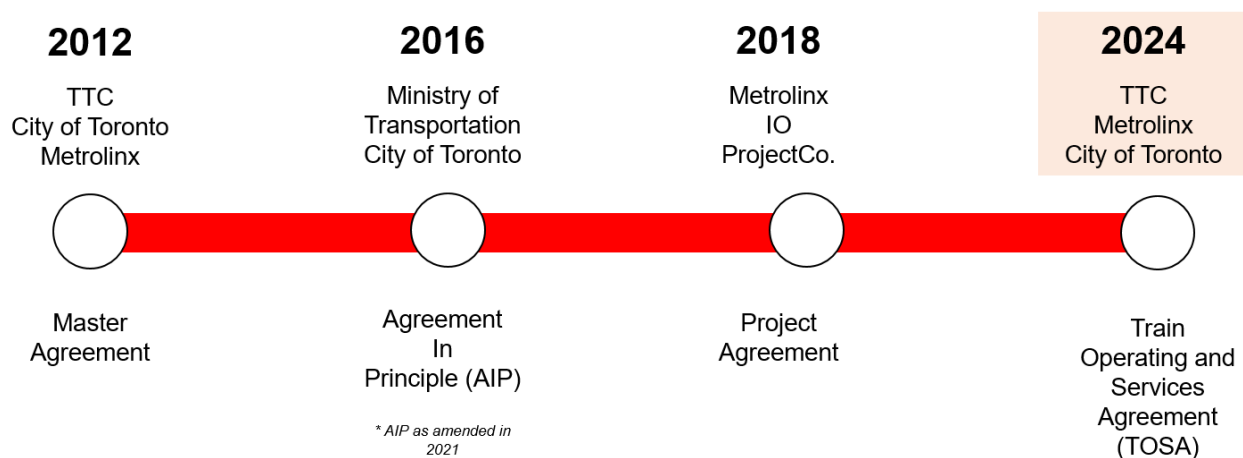 2012
TTC
City of Toronto
Metrolinx
Master
Agreement
2016
Ministry of
Transportation
City of Toronto
Agreement
In
Principle (AIP)
* AIP as amended in
2021
2018
Metrolinx
IO
ProjectCo.
Project
Agreement
2024
TTC
Metrolinx
City of Toronto
Train
Operating and
Services
Agreement
(TOSA)